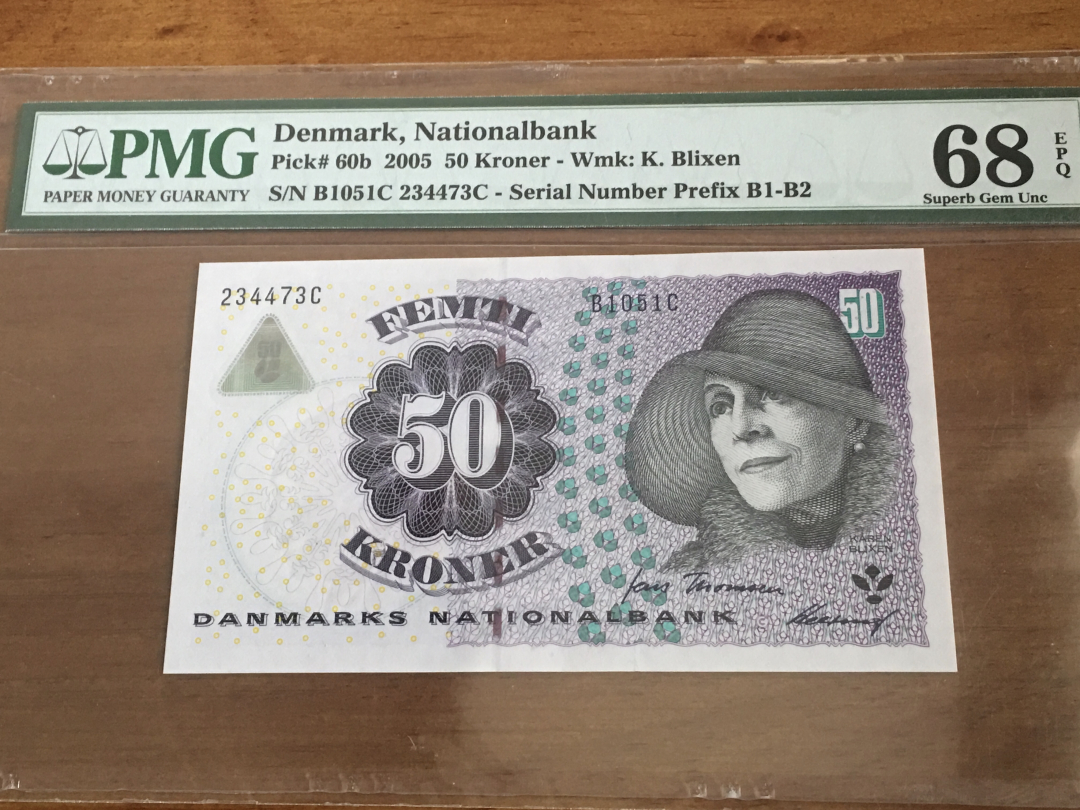 PMG
PAPER MONEY GUARANTY
Denmark, Nationalbank
Pick# 60b 2005 50 Kroner - Wmk: K. Blixen
S/N B1051C 234473C - Serial Number Prefix B1-B2
68
EPQ
Superb Gem Unc
234473C
FEMTI
B1051C
50
50
50
KRONER
KAREN
BLIXEN
DANMARKS NATIONALBANK